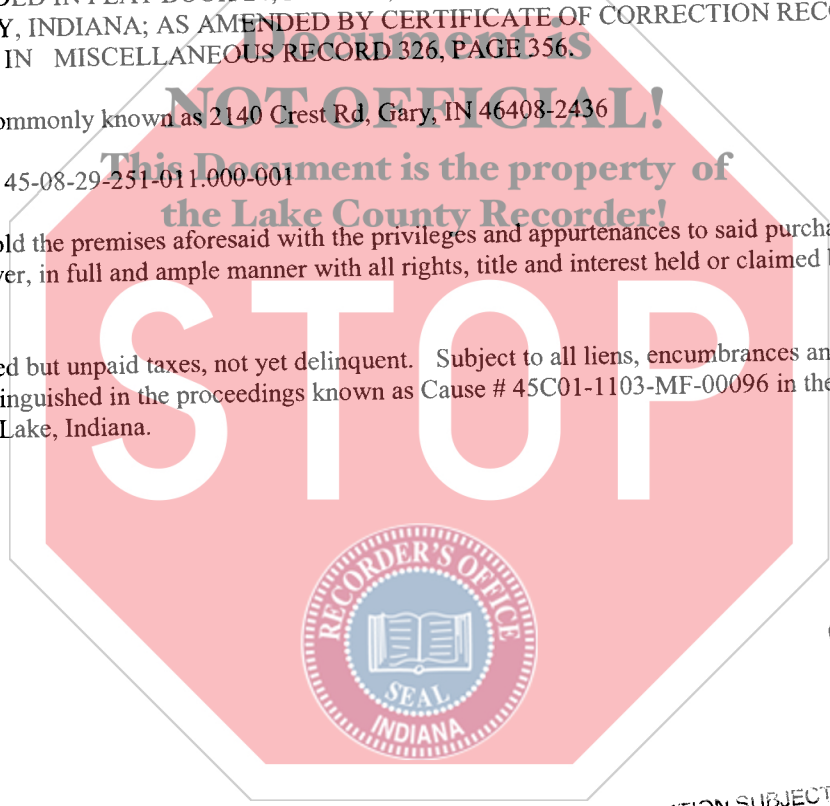 Y, INDIANA; AS AMENDED BY CERTIFICATE OF CORRECTION RECO
Document is
IN MISCELLANEOUS RECORD 326, PAGE 356.
NOT OFFICIAL!
ommonly known as 2140 Crest Rd, Gary, IN 46408-2436
This Document is the property of
45-08-29-251-011.000-001
the Lake County Recorder!
old the premises aforesaid with the privileges and appurtenances to said purcha
er, in full and ample manner with all rights, title and interest held or claimed
STOP
ed but unpaid taxes, not yet delinquent. Subject to all liens, encumbrances an
inguished in the proceedings known as Cause # 45C01-1103-MF-00096 in the
Lake, Indiana.
RECORDER'S OFFICE
SEAL
INDIANA
SUBJECT